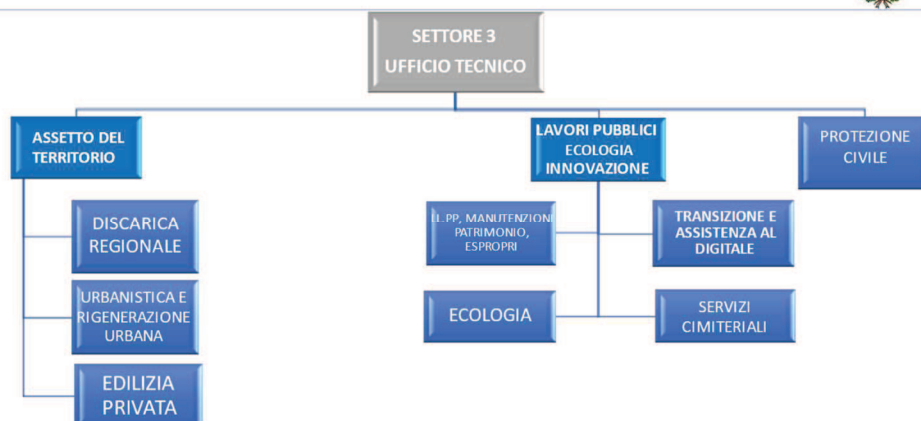 SETTORE 3
UFFICIO TECNICO
ASSETTO DEL
TERRITORIO
DISCARICA
REGIONALE
URBANISTICA E
RIGENERAZIONE
URBANA
EDILIZIA
PRIVATA
LAVORI PUBBLICI
ECOLOGIA
INNOVAZIONE
LL.PP, MANUTENZIONI
PATRIMONIO,
ESPROPRI
TRANSIZIONE E
ASSISTENZA AL
DIGITALE
ECOLOGIA
SERVIZI
CIMITERIALI
PROTEZIONE
CIVILE